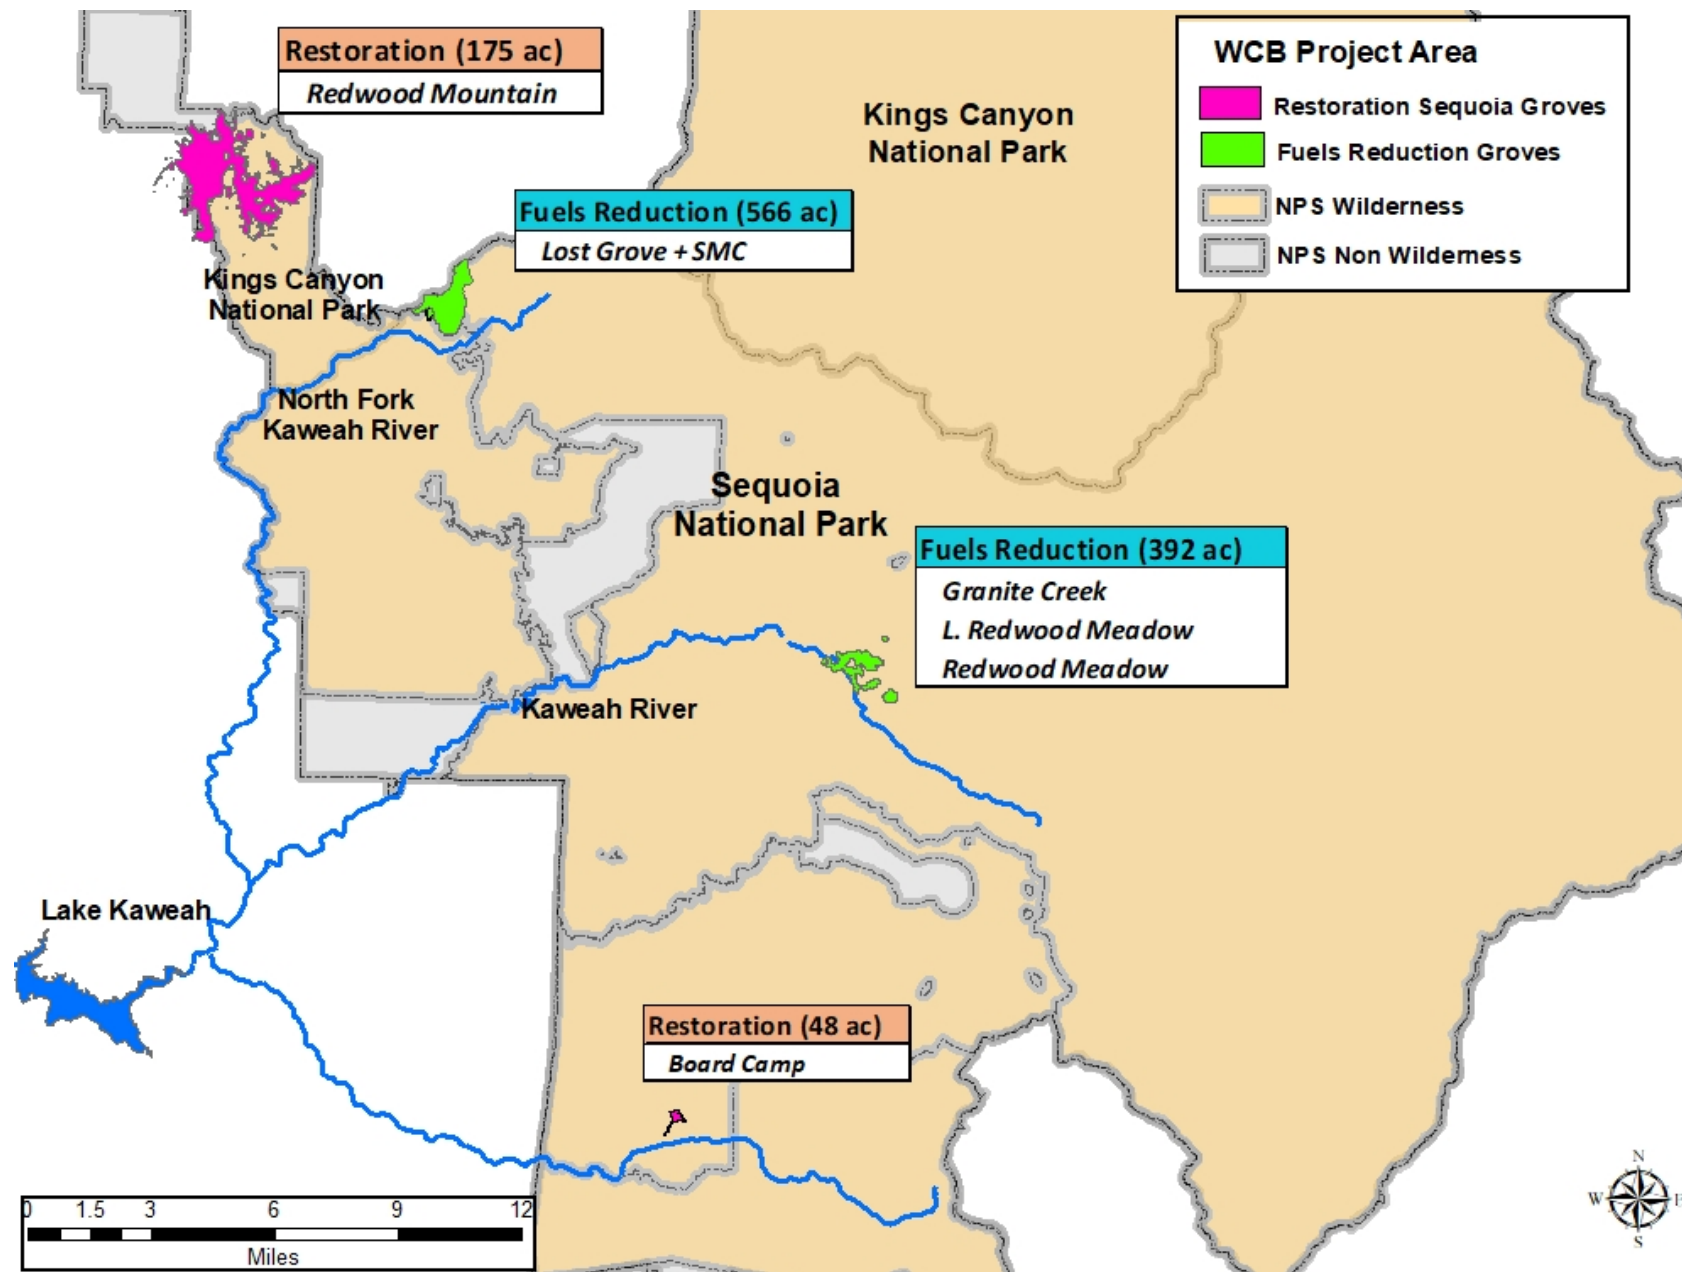 Restoration (175 ac)
Redwood Mountain
WCB Project Area
Restoration Sequoia Groves
Fuels Reduction Groves
NPS Wilderness
NPS Non Wilderness
Kings Canyon
National Park
Fuels Reduction (566 ac)
Lost Grove + SMC
Kings Canyon
National Park
North Fork
Kaweah River
Sequoia
National Park
Fuels Reduction (392 ac)
Granite Creek
L. Redwood Meadow
Redwood Meadow
Kaweah River
Lake Kaweah
Restoration (48 ac)
Board Camp
0 1.5 3 6 9 12
Miles
N
W E
S